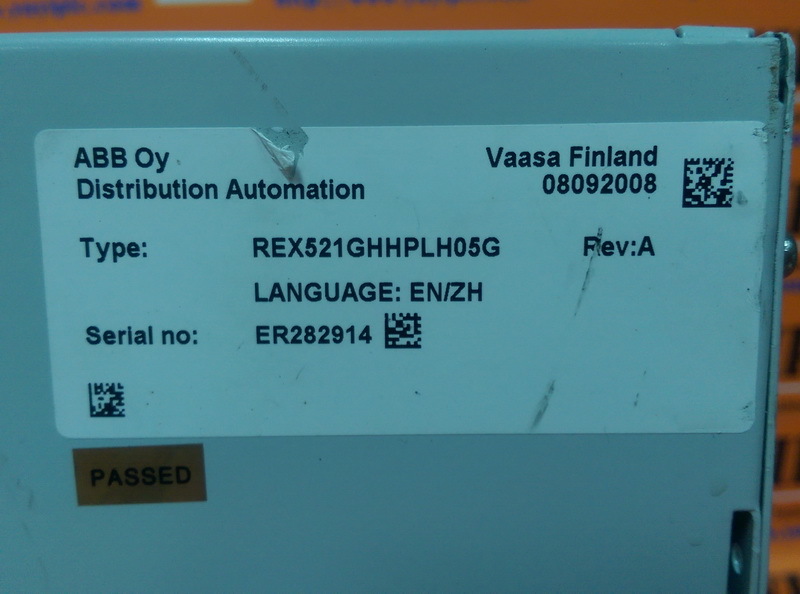 ABB Oy
Distribution Automation
Vaasa Finland
08092008
Type: REX521GHHPLH05G Rev:A
LANGUAGE: EN/ZH
Serial no: ER282914
PASSED